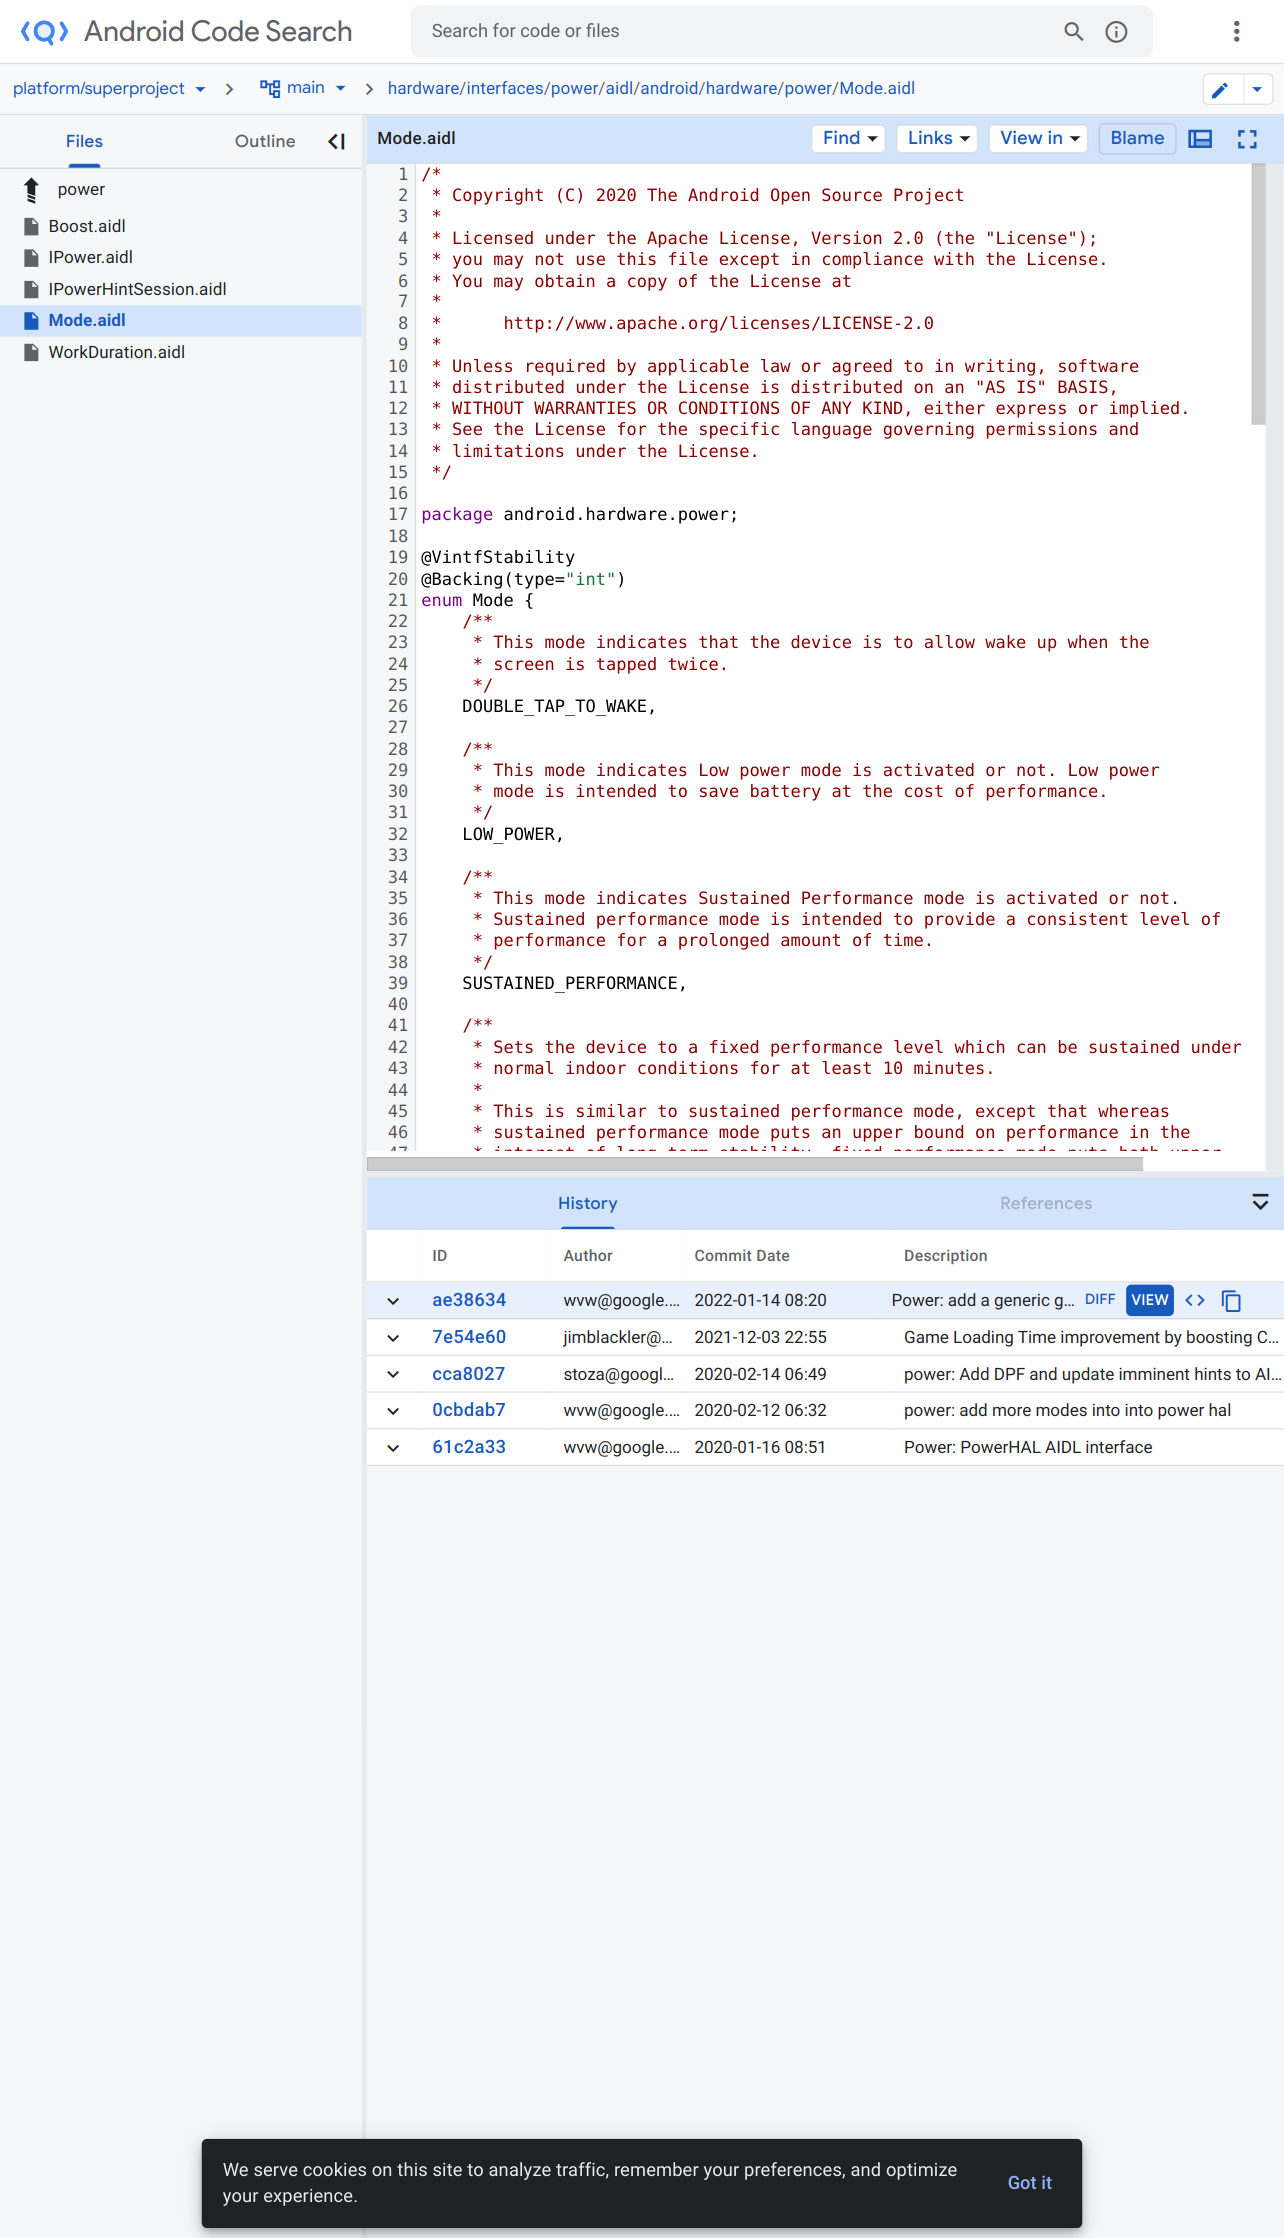 Android Code Search
Search for code or files
platform/superproject
main
hardware/interfaces/power/aidl/android/hardware/power/Mode.aidl
Files
Outline
power
Boost.aidl
IPower.aidl
IPowerHintSession.aidl
Mode.aidl
WorkDuration.aidl
Mode.aidl
Find
Links
View in
Blame
1 /*
2  * Copyright (C) 2020 The Android Open Source Project
3  *
4  * Licensed under the Apache License, Version 2.0 (the "License");
5  * you may not use this file except in compliance with the License.
6  * You may obtain a copy of the License at
7  *
8  *      http://www.apache.org/licenses/LICENSE-2.0
9  *
10  * Unless required by applicable law or agreed to in writing, software
11  * distributed under the License is distributed on an "AS IS" BASIS,
12  * WITHOUT WARRANTIES OR CONDITIONS OF ANY KIND, either express or implied.
13  * See the License for the specific language governing permissions and
14  * limitations under the License.
15  */
16
17 package android.hardware.power;
18
19 @VintfStability
20 @Backing(type="int")
21 enum Mode {
22     /**
23      * This mode indicates that the device is to allow wake up when the
24      * screen is tapped twice.
25      */
26     DOUBLE_TAP_TO_WAKE,
27
28     /**
29      * This mode indicates Low power mode is activated or not. Low power
30      * mode is intended to save battery at the cost of performance.
31      */
32     LOW_POWER,
33
34     /**
35      * This mode indicates Sustained Performance mode is activated or not.
36      * Sustained performance mode is intended to provide a consistent level of
37      * performance for a prolonged amount of time.
38      */
39     SUSTAINED_PERFORMANCE,
40
41     /**
42      * Sets the device to a fixed performance level which can be sustained under
43      * normal indoor conditions for at least 10 minutes.
44      *
45      * This is similar to sustained performance mode, except that whereas
46      * sustained performance mode puts an upper bound on performance in the
History
References
ID Author Commit Date Description
ae38634 wvw@google.... 2022-01-14 08:20 Power: add a generic g... DIFF VIEW
7e54e60 jimblackler@... 2021-12-03 22:55 Game Loading Time improvement by boosting C...
cca8027 stoza@googl... 2020-02-14 06:49 power: Add DPF and update imminent hints to AI...
0cbdab7 wvw@google.... 2020-02-12 06:32 power: add more modes into into power hal
61c2a33 wvw@google.... 2020-01-16 08:51 Power: PowerHAL AIDL interface
We serve cookies on this site to analyze traffic, remember your preferences, and optimize
your experience.
Got it